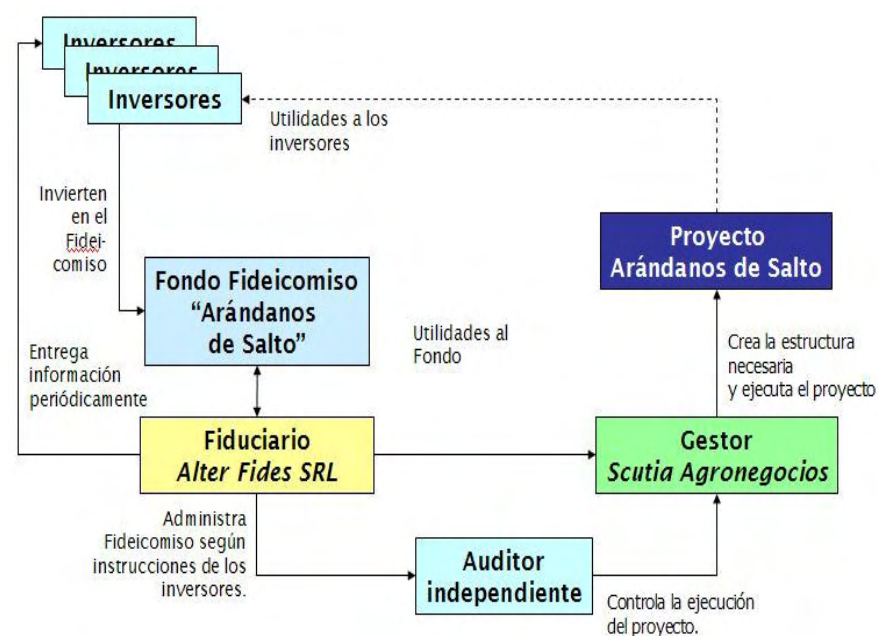 Inversores
Inversores
Inversores
Utilidades a los
inversores
Invierten
en el
Fidei-
comiso
Proyecto
Arándanos de Salto
Fondo Fideicomiso
“Arándanos
de Salto”
Utilidades al
Fondo
Crea la estructura
necesaria
y ejecuta el proyecto
Entrega
información
periódicamente
Fiduciario
Alter Fides SRL
Gestor
Scutia Agronegocios
Administra
Fideicomiso según
instrucciones de los
inversores.
Auditor
independiente
Controla la ejecución
del proyecto.